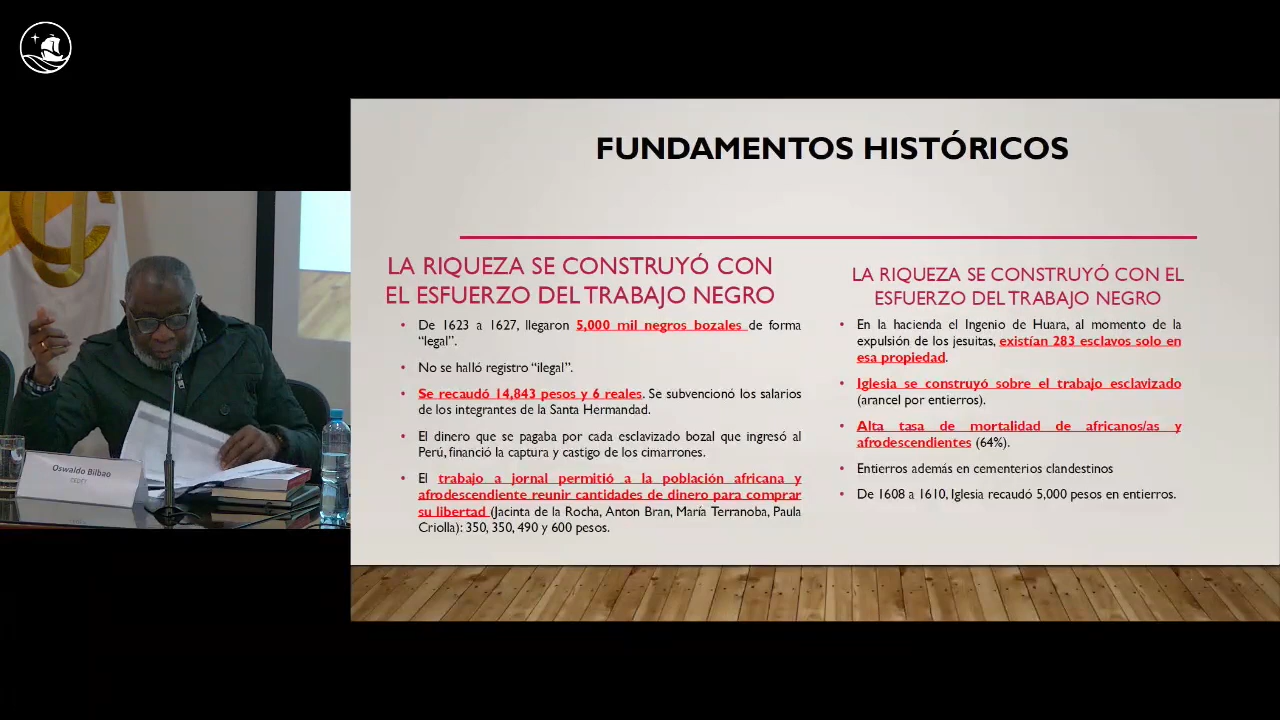 FUNDAMENTOS HISTÓRICOS
LA RIQUEZA SE CONSTRUYÓ CON
EL ESFUERZO DEL TRABAJO NEGRO
De 1623 a 1627, llegaron 5,000 mil negros bozales de forma
“legal”.
No se halló registro “ilegal”.
Se recaudó 14,843 pesos y 6 reales. Se subvencionó los salarios
de los integrantes de la Santa Hermandad.
El dinero que se pagaba por cada esclavizado bozal que ingresó al
Perú, financió la captura y castigo de los cimarrones.
El trabajo a jornal permitió a la población africana y
afrodescendiente reunir cantidades de dinero para comprar
su libertad (Jacinta de la Rocha, Anton Bran, María Terranoba, Paula
Criolla): 350, 350, 490 y 600 pesos.
LA RIQUEZA SE CONSTRUYÓ CON EL
ESFUERZO DEL TRABAJO NEGRO
En la hacienda el Ingenio de Huara, al momento de la
expulsión de los jesuitas, existían 283 esclavos solo en
esa propiedad.
Iglesia se construyó sobre el trabajo esclavizado
(arancel por entierros).
Alta tasa de mortalidad de africanos/as y
afrodescendientes (64%).
Entierros además en cementerios clandestinos
De 1608 a 1610, Iglesia recaudó 5,000 pesos en entierros.
Oswaldo Bilbao